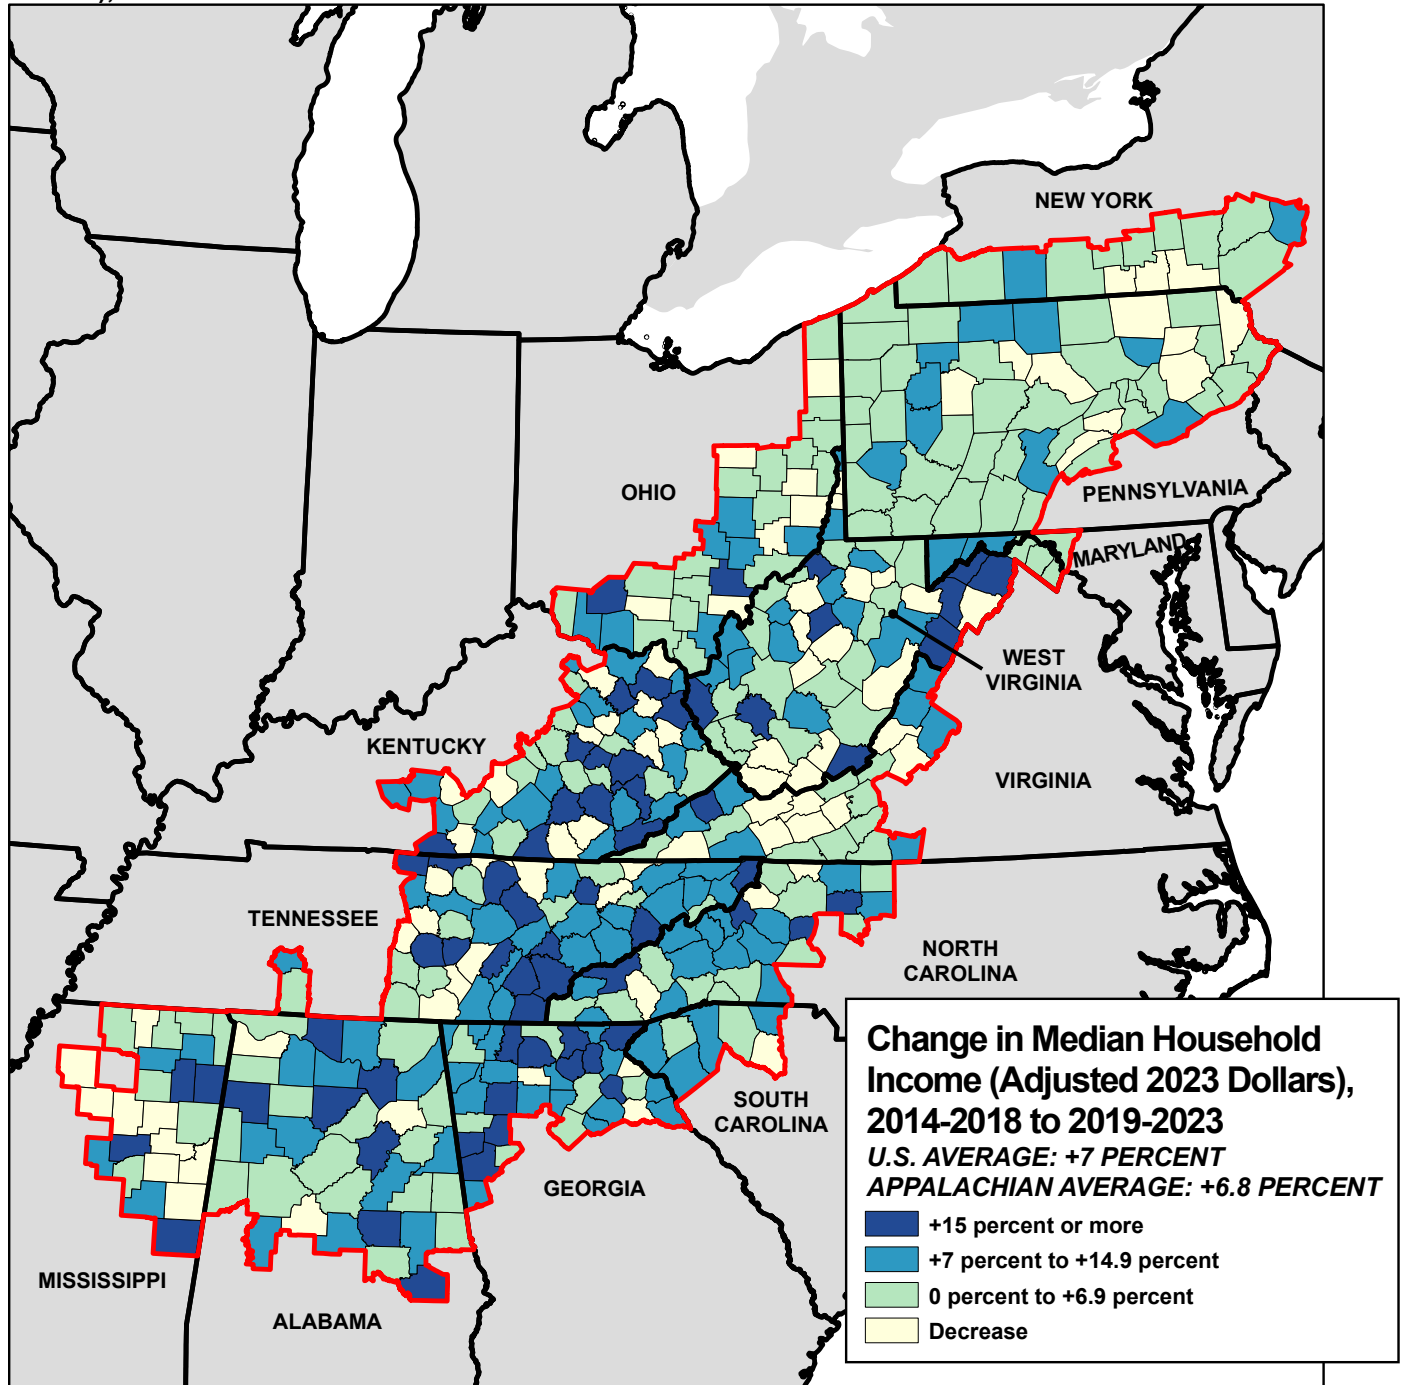 NEW YORK
OHIO
PENNSYLVANIA
MARYLAND
WEST
VIRGINIA
KENTUCKY
VIRGINIA
TENNESSEE
NORTH
CAROLINA
SOUTH
CAROLINA
GEORGIA
MISSISSIPPI
ALABAMA
Change in Median Household
Income (Adjusted 2023 Dollars),
2014-2018 to 2019-2023
U.S. AVERAGE: +7 PERCENT
APPALACHIAN AVERAGE: +6.8 PERCENT
+15 percent or more
+7 percent to +14.9 percent
0 percent to +6.9 percent
Decrease